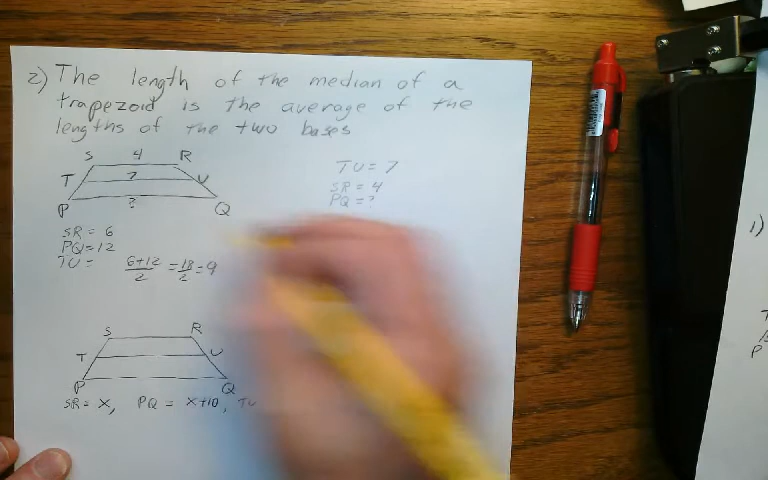 2) The length of the median of a
trapezoid is the average of the
lengths of the two bases
S 4 R
T 7 U
P ? Q
TU = 7
SR = 4
PQ = ?
SR = 6
PQ = 12
TU = 6+12/2 = 18/2 = 9
S R
T U
P Q
SR = x, PQ = x+10, TU
1)
P